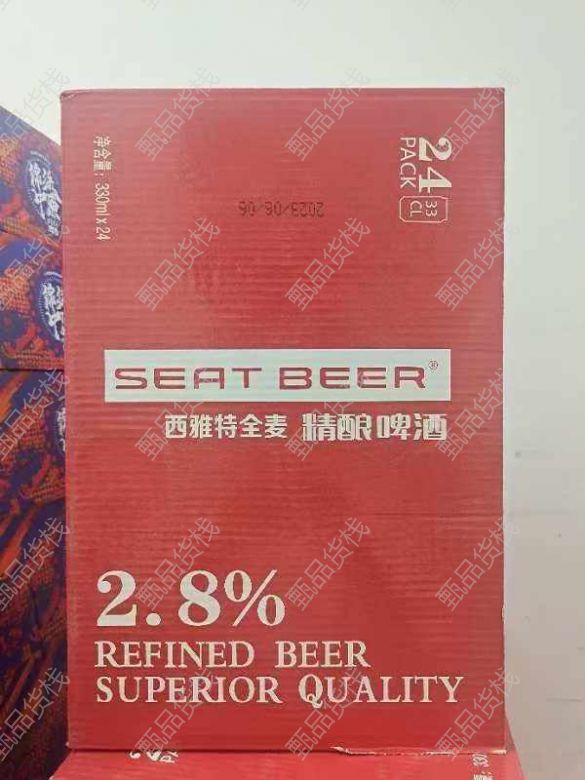 净含量：330ml x 24
24
PACK
33
CL
2023/06/06
SEAT BEER®
西雅特全麦 精酿啤酒
2.8%
REFINED BEER
SUPERIOR QUALITY
甄品货栈